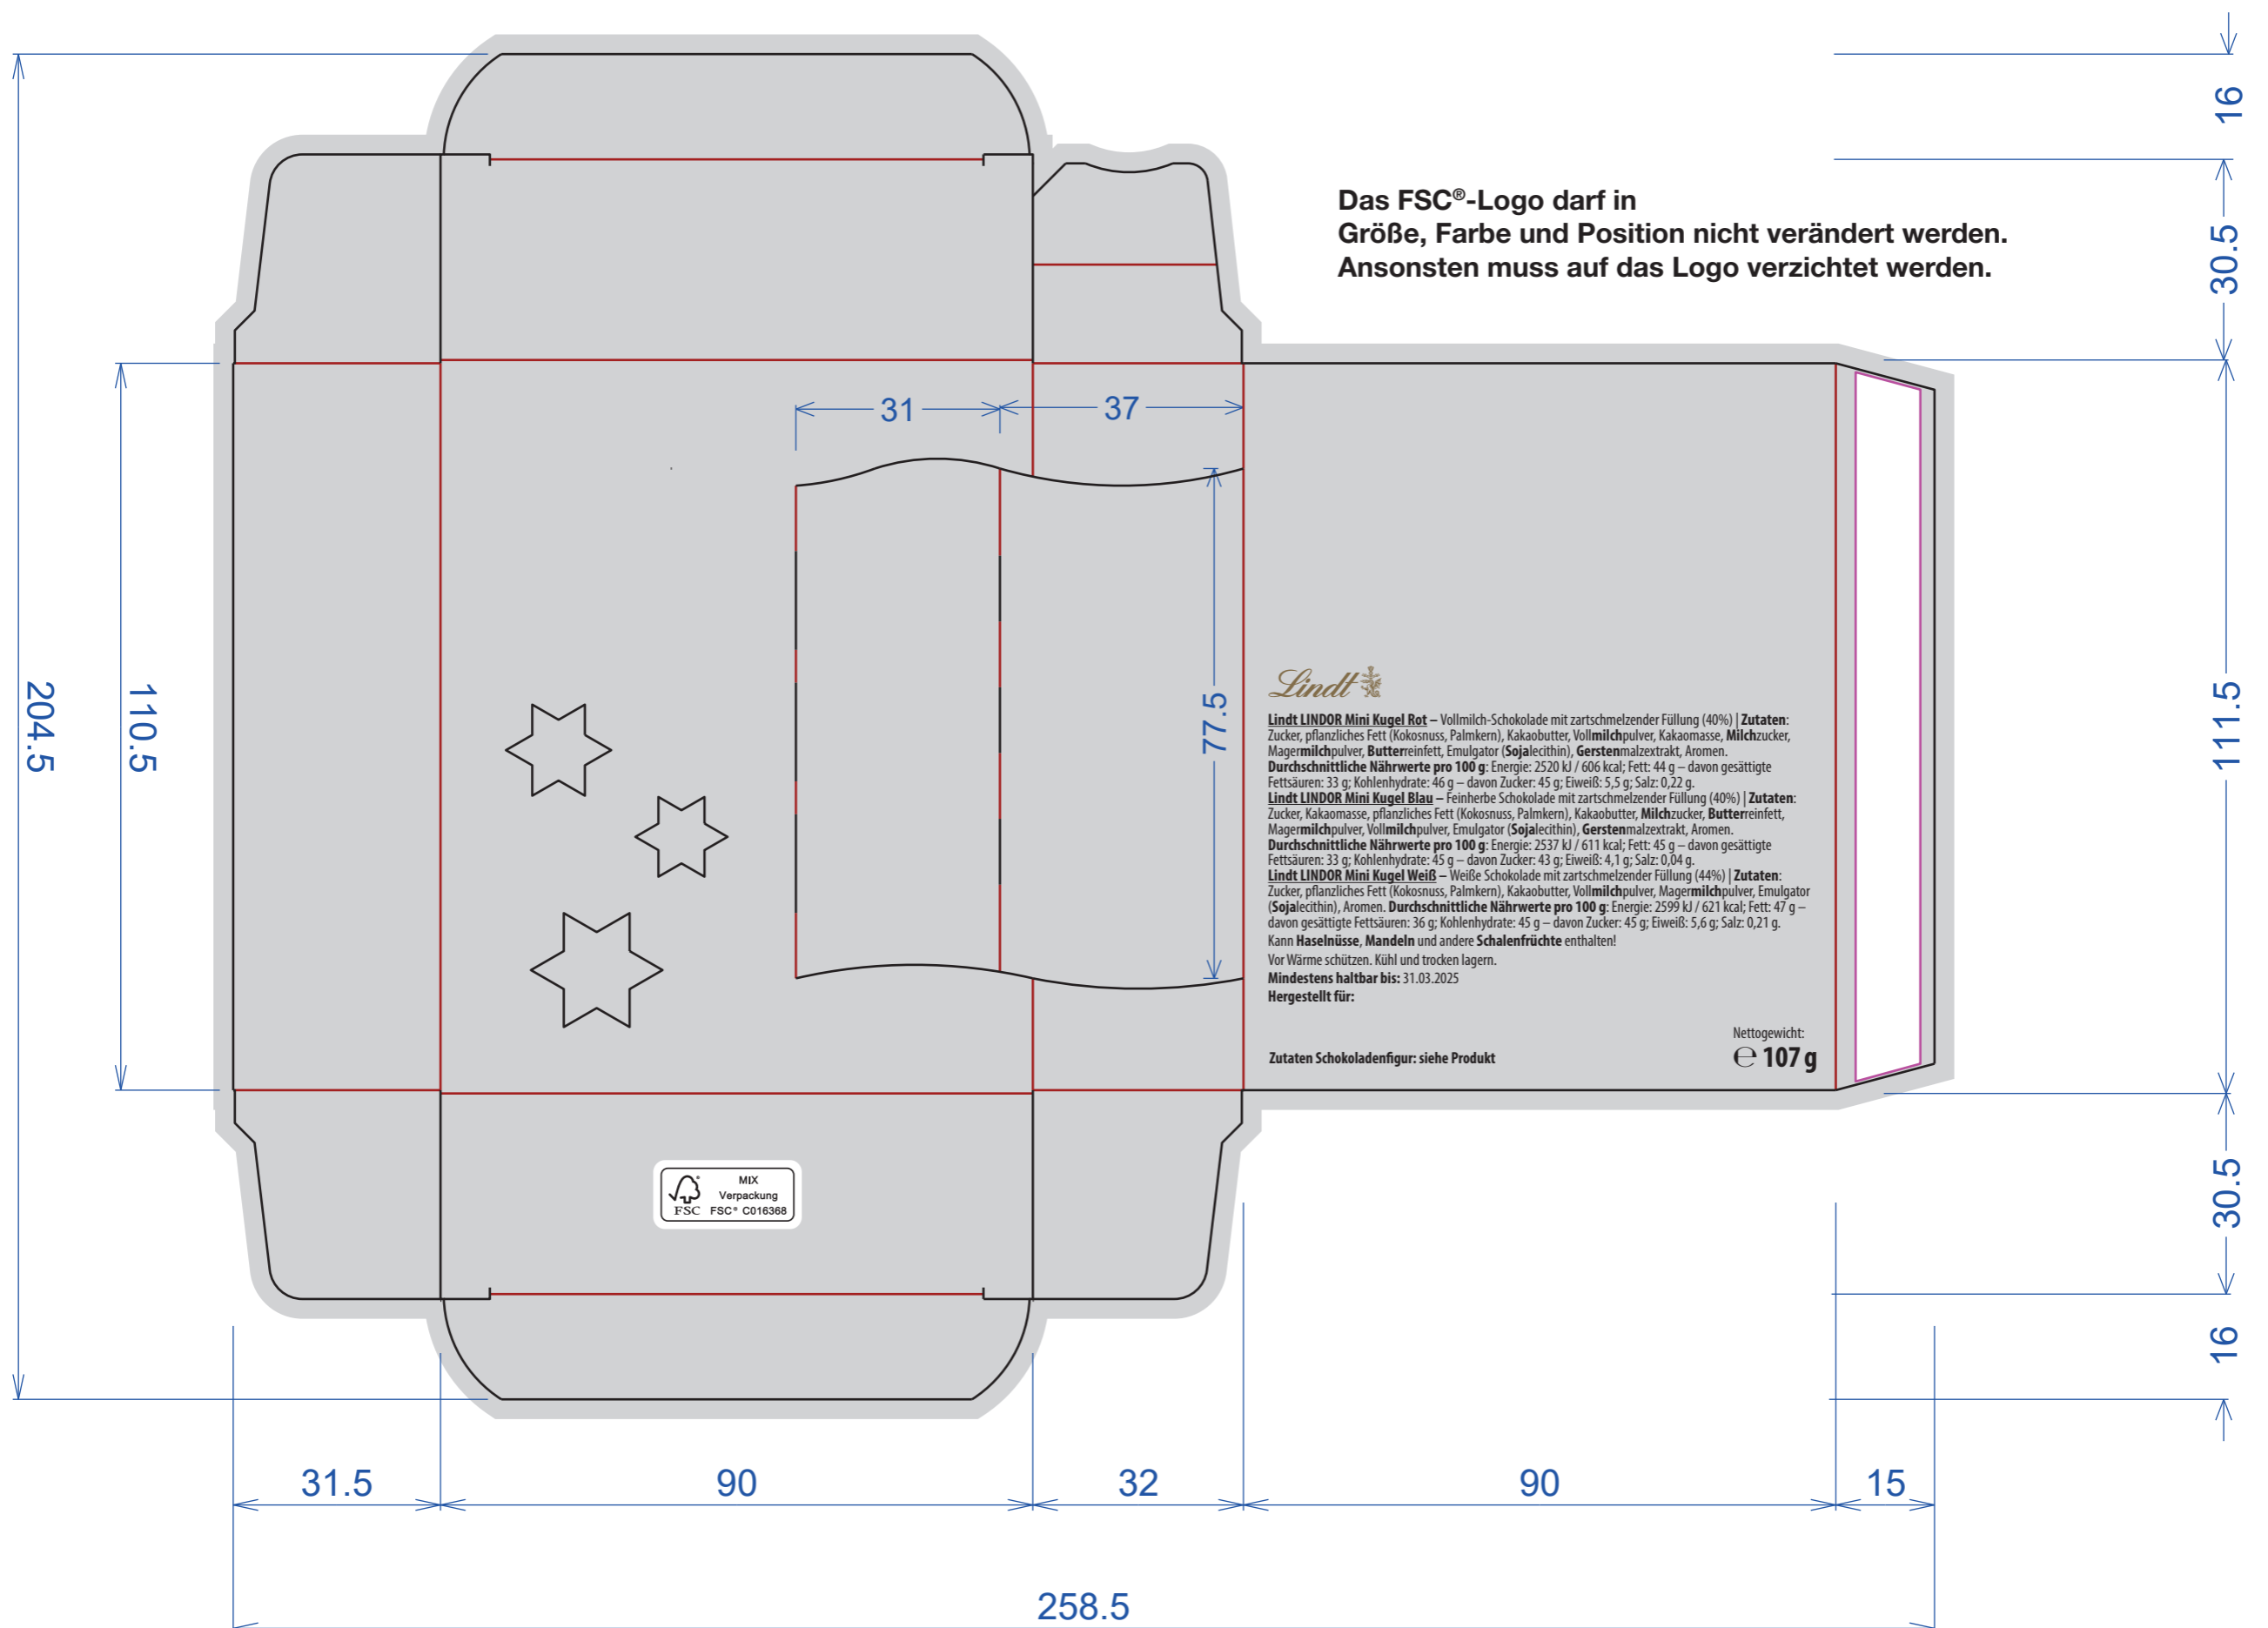 16
Das FSC®-Logo darf in
Größe, Farbe und Position nicht verändert werden.
Ansonsten muss auf das Logo verzichtet werden.
30.5
31
37
204.5
110.5
77.5
111.5
Lindt
Lindt LINDOR Mini Kugel Rot – Vollmilch-Schokolade mit zartschmelzender Füllung (40%) | Zutaten:
Zucker, pflanzliches Fett (Kokosnuss, Palmkern), Kakaobutter, Vollmilchpulver, Kakaomasse, Milchzucker,
Magermilchpulver, Butterreinfett, Emulgator (Sojalecithin), Gerstenmalzextrakt, Aromen.
Durchschnittliche Nährwerte pro 100 g: Energie: 2520 kJ / 606 kcal; Fett: 44 g – davon gesättigte
Fettsäuren: 33 g; Kohlenhydrate: 46 g – davon Zucker: 45 g; Eiweiß: 5,5 g; Salz: 0,22 g.
Lindt LINDOR Mini Kugel Blau – Feinherbe Schokolade mit zartschmelzender Füllung (40%) | Zutaten:
Zucker, Kakaomasse, pflanzliches Fett (Kokosnuss, Palmkern), Kakaobutter, Milchzucker, Butterreinfett,
Magermilchpulver, Vollmilchpulver, Emulgator (Sojalecithin), Gerstenmalzextrakt, Aromen.
Durchschnittliche Nährwerte pro 100 g: Energie: 2537 kJ / 611 kcal; Fett: 45 g – davon gesättigte
Fettsäuren: 33 g; Kohlenhydrate: 45 g – davon Zucker: 43 g; Eiweiß: 4,1 g; Salz: 0,04 g.
Lindt LINDOR Mini Kugel Weiß – Weiße Schokolade mit zartschmelzender Füllung (44%) | Zutaten:
Zucker, pflanzliches Fett (Kokosnuss, Palmkern), Kakaobutter, Vollmilchpulver, Magermilchpulver, Emulgator
(Sojalecithin), Aromen. Durchschnittliche Nährwerte pro 100 g: Energie: 2599 kJ / 621 kcal; Fett: 47 g –
davon gesättigte Fettsäuren: 36 g; Kohlenhydrate: 45 g – davon Zucker: 45 g; Eiweiß: 5,6 g; Salz: 0,21 g.
Kann Haselnüsse, Mandeln und andere Schalenfrüchte enthalten!
Vor Wärme schützen. Kühl und trocken lagern.
Mindestens haltbar bis: 31.03.2025
Hergestellt für:
Nettogewicht:
Zutaten Schokoladenfigur: siehe Produkt
℮ 107 g
MIX
Verpackung
FSC FSC® C016368
30.5
16
31.5
90
32
90
15
258.5